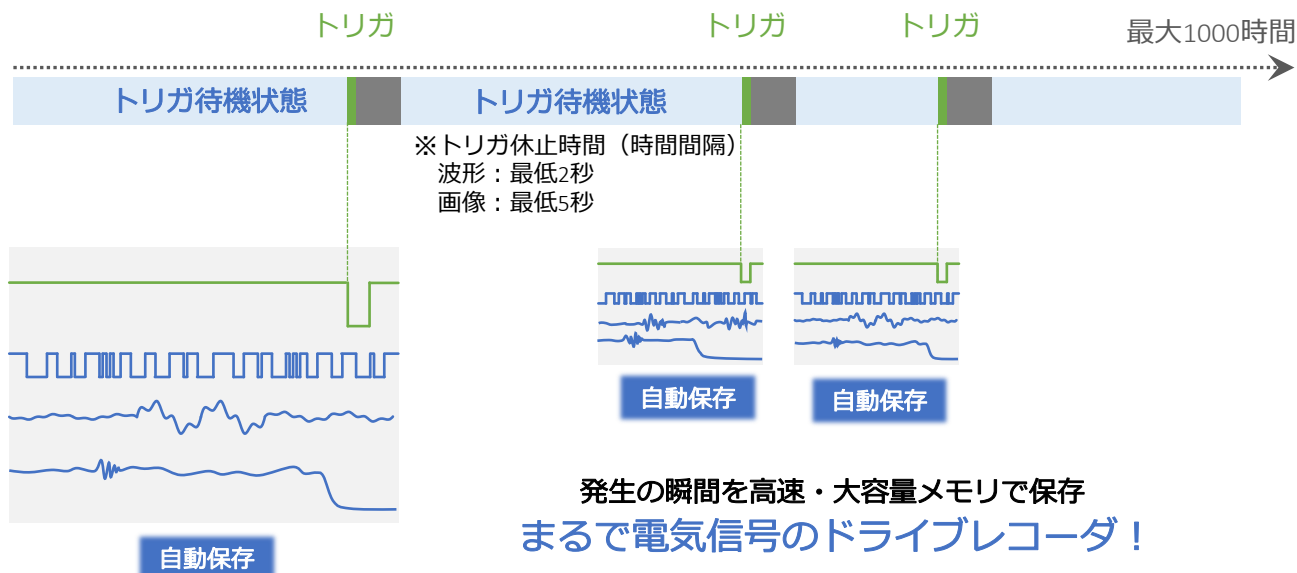 トリガ
トリガ
トリガ
最大1000時間
トリガ待機状態
トリガ待機状態
※トリガ休止時間（時間間隔）
波形：最低2秒
画像：最低5秒
自動保存
自動保存
自動保存
発生の瞬間を高速・大容量メモリで保存
まるで電気信号のドライブレコーダ！